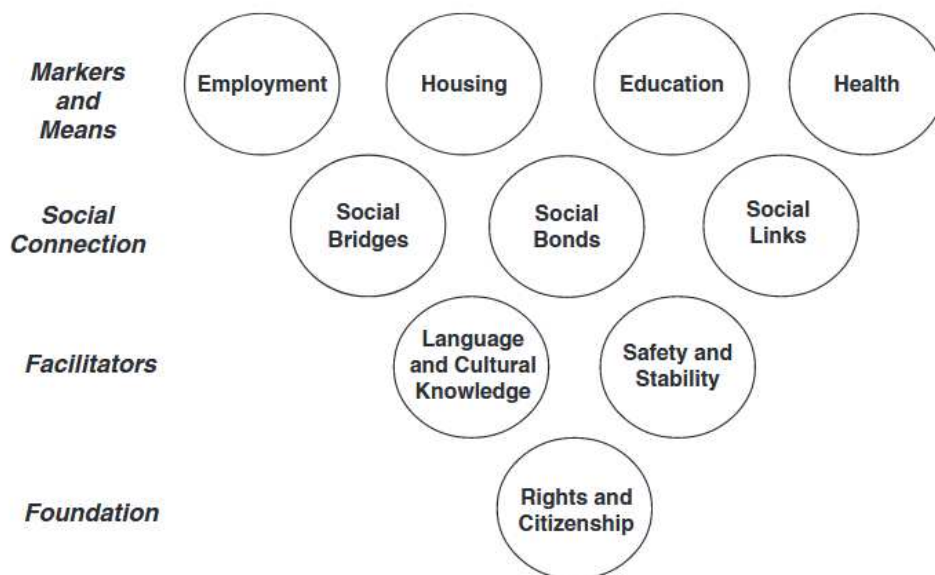 Markers
and
Means
Employment
Housing
Education
Health
Social
Connection
Social
Bridges
Social
Bonds
Social
Links
Facilitators
Language
and Cultural
Knowledge
Safety and
Stability
Foundation
Rights and
Citizenship